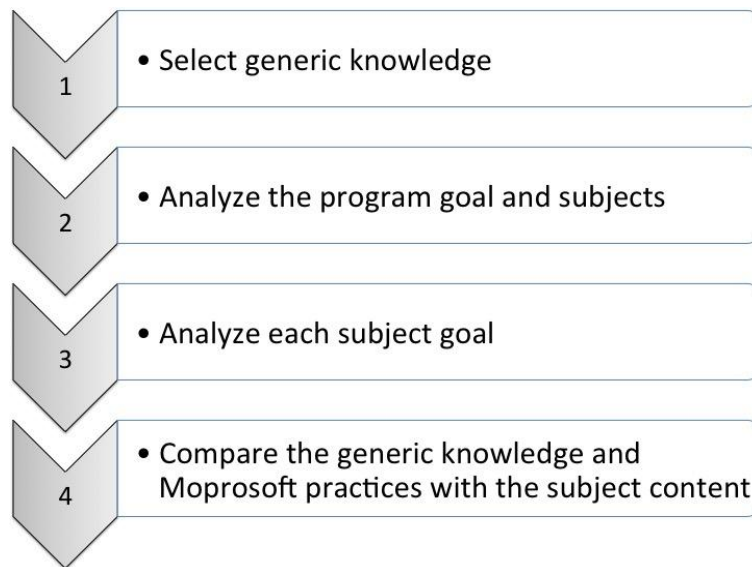 1
• Select generic knowledge
2
• Analyze the program goal and subjects
3
• Analyze each subject goal
4
• Compare the generic knowledge and
Moprosoft practices with the subject content